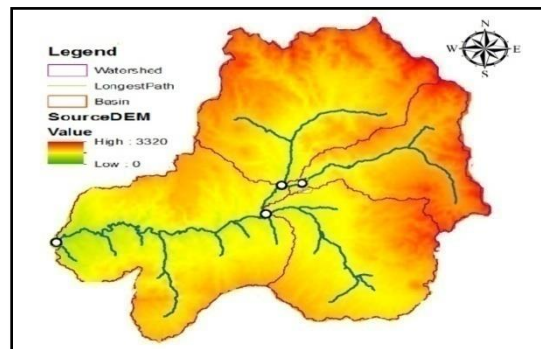 Legend
Watershed
LongestPath
Basin
SourceDEM
Value
High : 3320
Low : 0
N
W E
S